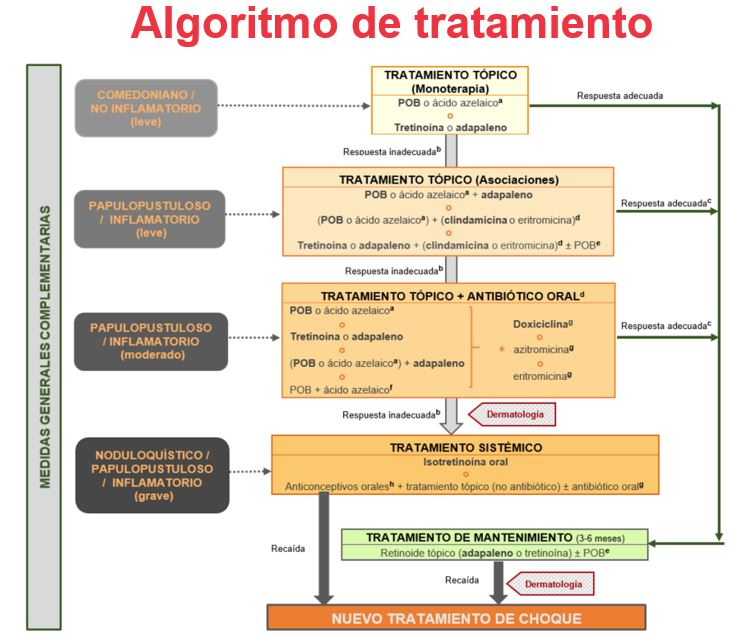 Algoritmo de tratamiento
MEDIDAS GENERALES COMPLEMENTARIAS
COMEDONIANO /
NO INFLAMATORIO
(leve)
TRATAMIENTO TÓPICO
(Monoterapia)
POB o ácido azelaicoᵃ
o
Tretinoina o adapaleno
Respuesta adecuada
Respuesta inadecuadaᵇ
PAPULOPUSTULOSO
/ INFLAMATORIO
(leve)
TRATAMIENTO TÓPICO (Asociaciones)
POB o ácido azelaicoᵃ + adapaleno
o
(POB o ácido azelaicoᵃ) + (clindamicina o eritromicina)ᵈ
o
Tretinoina o adapaleno + (clindamicina o eritromicina)ᵈ ± POBᵉ
Respuesta adecuadaᶜ
Respuesta inadecuadaᵇ
PAPULOPUSTULOSO
/ INFLAMATORIO
(moderado)
TRATAMIENTO TÓPICO + ANTIBIÓTICO ORALᵈ
POB o ácido azelaicoᵃ
o
Tretinoina o adapaleno
o
(POB o ácido azelaicoᵃ) + adapaleno
o
POB + ácido azelaicoᶠ
+
Doxiciclinaᵍ
o
azitromicinaᵍ
o
eritromicinaᵍ
Respuesta adecuadaᶜ
Respuesta inadecuadaᵇ
Dermatología
NODULOQUÍSTICO /
PAPULOPUSTULOSO
/ INFLAMATORIO
(grave)
TRATAMIENTO SISTÉMICO
Isotretinoina oral
o
Anticonceptivos oralesʰ + tratamiento tópico (no antibiótico) ± antibiótico oralᵍ
Recaída
TRATAMIENTO DE MANTENIMIENTO (3-6 meses)
Retinoide tópico (adapaleno o tretinoína) ± POBᵉ
Recaída
Dermatología
NUEVO TRATAMIENTO DE CHOQUE